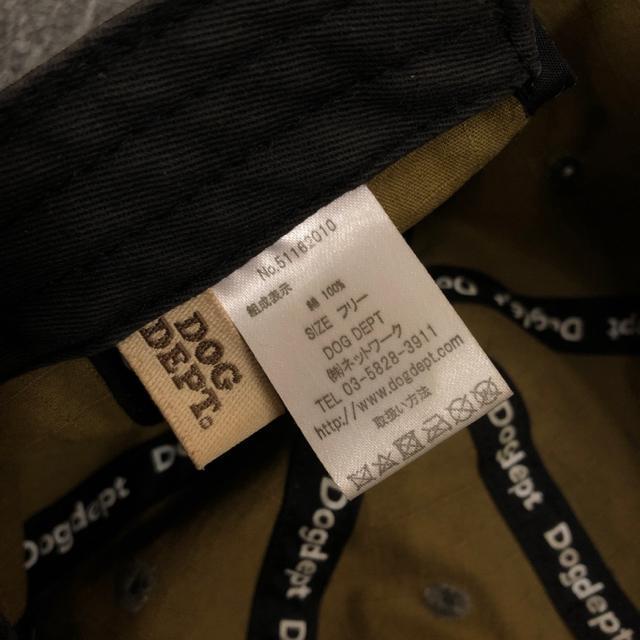 No.51162010
組成表示
綿 100%
SIZE フリー
DOG DEPT
㈱ネットワーク
TEL 03-5828-3911
http://www.dogdept.com
取扱い方法
DOG
DEPT.
Dogdept
Dogdept
Dogdept
Dogdept
Dogdept